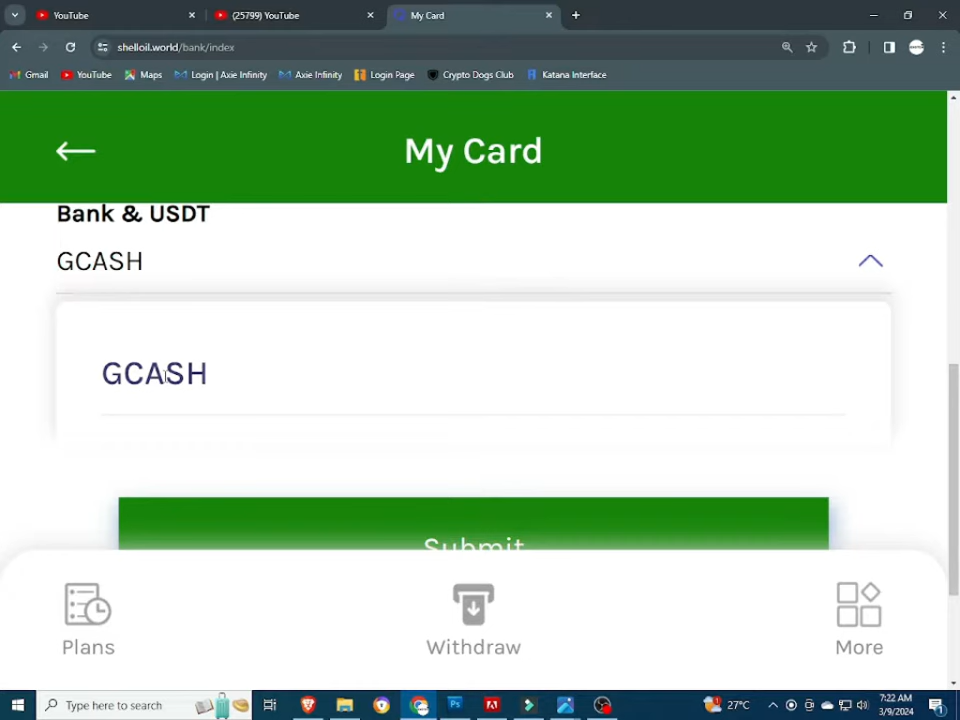 YouTube
(25799) YouTube
My Card
shelloil.world/bank/index
Gmail
YouTube
Maps
Login | Axie Infinity
Axie Infinity
Login Page
Crypto Dogs Club
Katana Interface
My Card
Bank & USDT
GCASH
GCASH
Submit
Plans
Withdraw
More
Type here to search
27°C
7:22 AM
3/9/2024